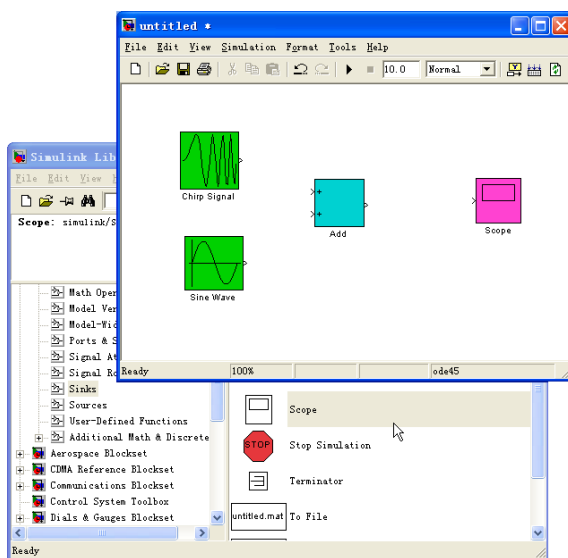 untitled *
File Edit View Simulation Format Tools Help
10.0 Normal
Chirp Signal
Add
Scope
Sine Wave
Ready 100% ode45
Simulink Lib
File Edit View
Scope: simulink/S
Math Oper
Model Ver
Model-Wid
Ports & S
Signal At
Signal Ro
Sinks
Sources
User-Defined Functions
Additional Math & Discrete
Aerospace Blockset
CDMA Reference Blockset
Communications Blockset
Control System Toolbox
Dials & Gauges Blockset
Scope
STOP Stop Simulation
Terminator
untitled.mat To File
Ready